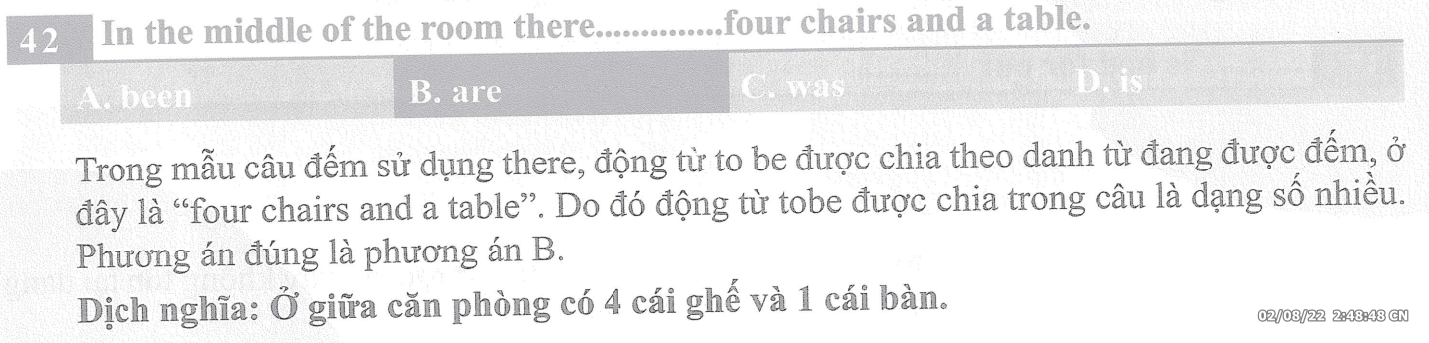 42 In the middle of the room there..............four chairs and a table.
A. been B. are C. was D. is
Trong mẫu câu đếm sử dụng there, động từ to be được chia theo danh từ đang được đếm, ở
đây là “four chairs and a table”. Do đó động từ tobe được chia trong câu là dạng số nhiều.
Phương án đúng là phương án B.
Dịch nghĩa: Ở giữa căn phòng có 4 cái ghế và 1 cái bàn.
02/08/22 2:48:48 CN